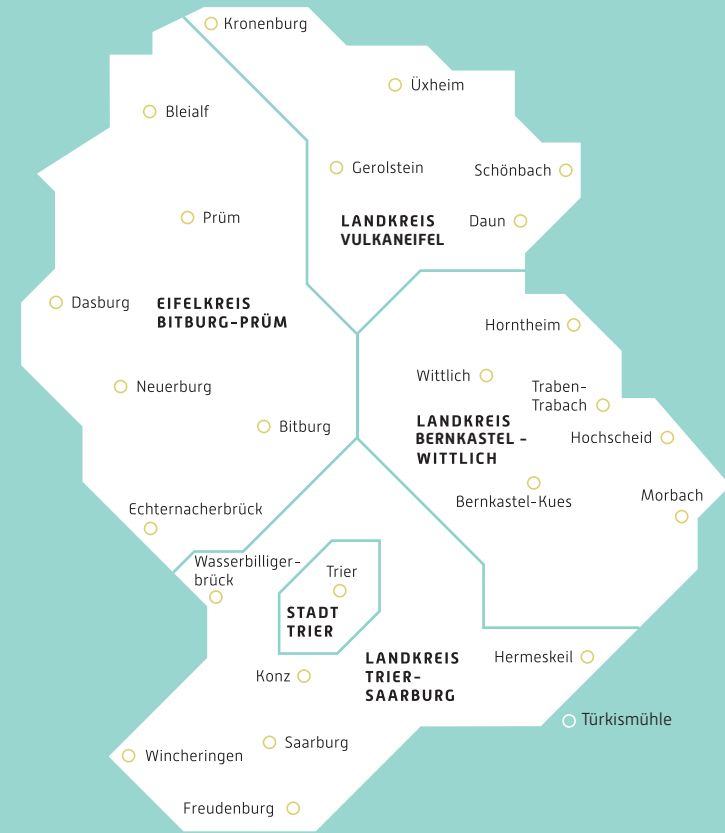 Kronenburg
Üxheim
Bleialf
Gerolstein
Schönbach
Prüm
LANDKREIS
VULKANEIFEL
Daun
Dasburg
EIFELKREIS
BITBURG-PRÜM
Horntheim
Wittlich
Neuerburg
Traben-
Trabach
LANDKREIS
BERNKASTEL -
WITTLICH
Bitburg
Hochscheid
Bernkastel-Kues
Morbach
Echternacherbrück
Wasserbilliger-
brück
Trier
STADT
TRIER
LANDKREIS
TRIER-
SAARBURG
Hermeskeil
Konz
Türkismühle
Saarburg
Wincheringen
Freudenburg